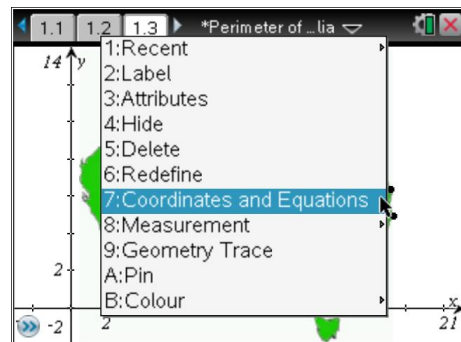 1.1 1.2 1.3 *Perimeter of ...lia
14 y
1:Recent
2:Label
3:Attributes
4:Hide
5:Delete
6:Redefine
7:Coordinates and Equations
8:Measurement
9:Geometry Trace
A:Pin
B:Colour
2
x
-2 2 21